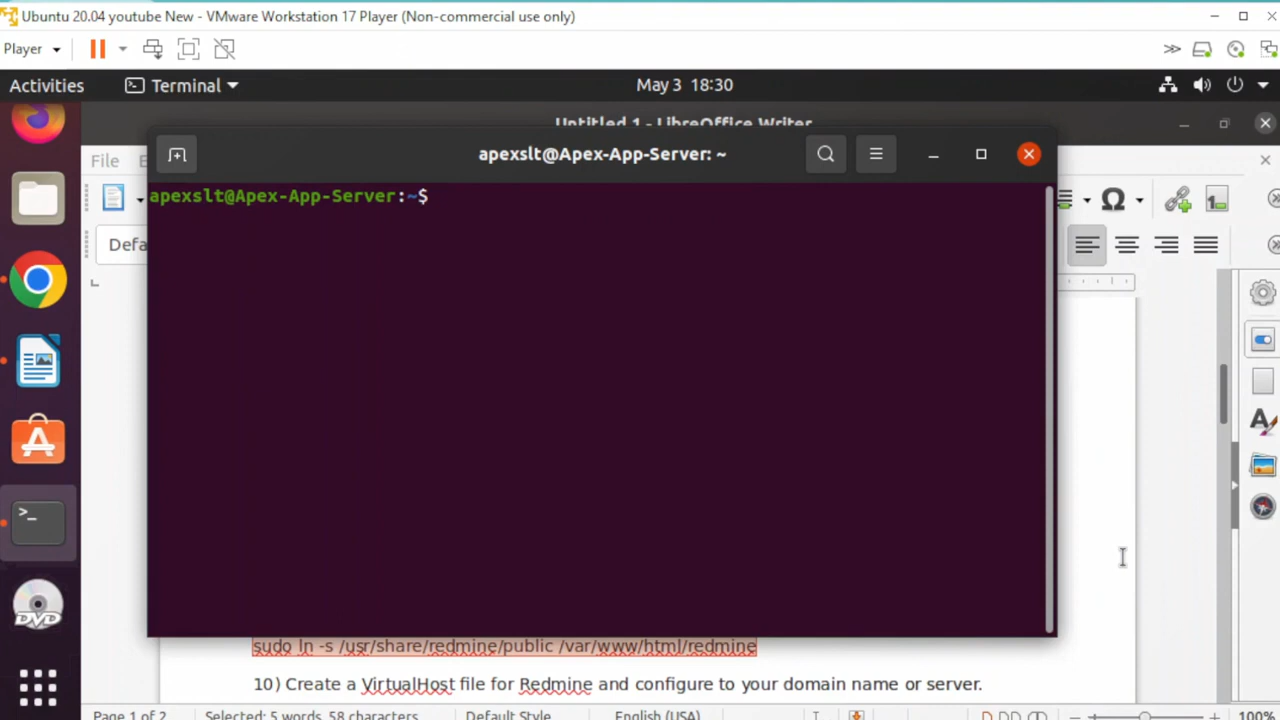 Ubuntu 20.04 youtube New - VMware Workstation 17 Player (Non-commercial use only)
Player
Activities
Terminal
May 3 18:30
Untitled 1 - LibreOffice Writer
File
apexslt@Apex-App-Server: ~
apexslt@Apex-App-Server:~$
Defa
DVD
sudo ln -s /usr/share/redmine/public /var/www/html/redmine
10) Create a VirtualHost file for Redmine and configure to your domain name or server.
Page 1 of 2
Selected: 5 words, 58 characters
Default Style
English (USA)
100%